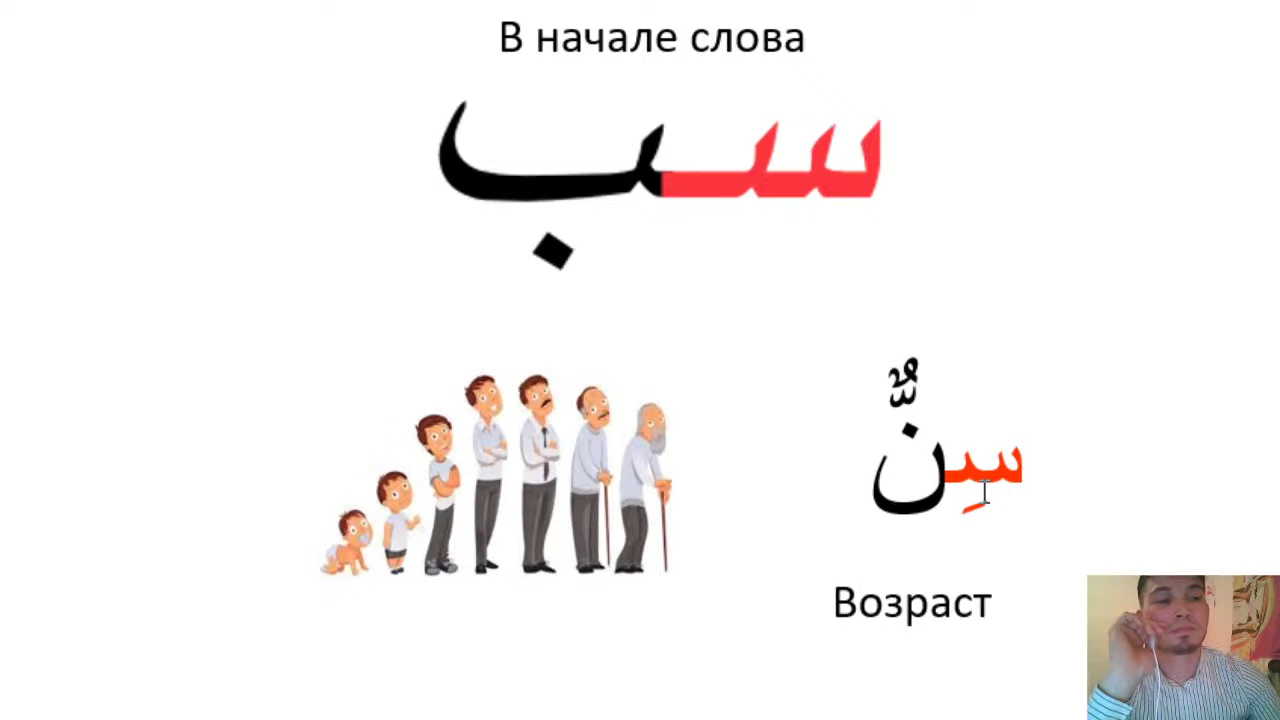 В начале слова
سب
سِنٌّ
Возраст